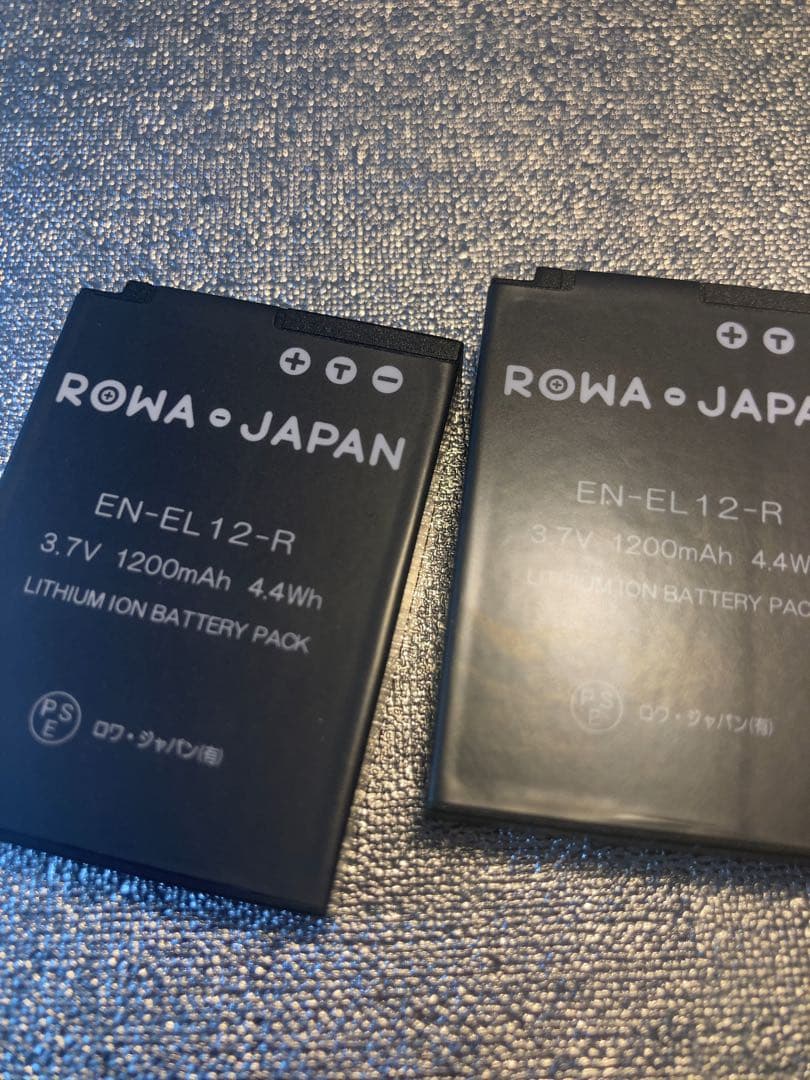 + T −
ROWA JAPAN
EN-EL12-R
3.7V 1200mAh 4.4Wh
LITHIUM ION BATTERY PACK
PSE ロワ・ジャパン(有)
+ T
ROWA JAPA
EN-EL12-R
3.7V 1200mAh 4.4W
LITHIUM ION BATTERY PAC
PSE ロワ・ジャパン(有)